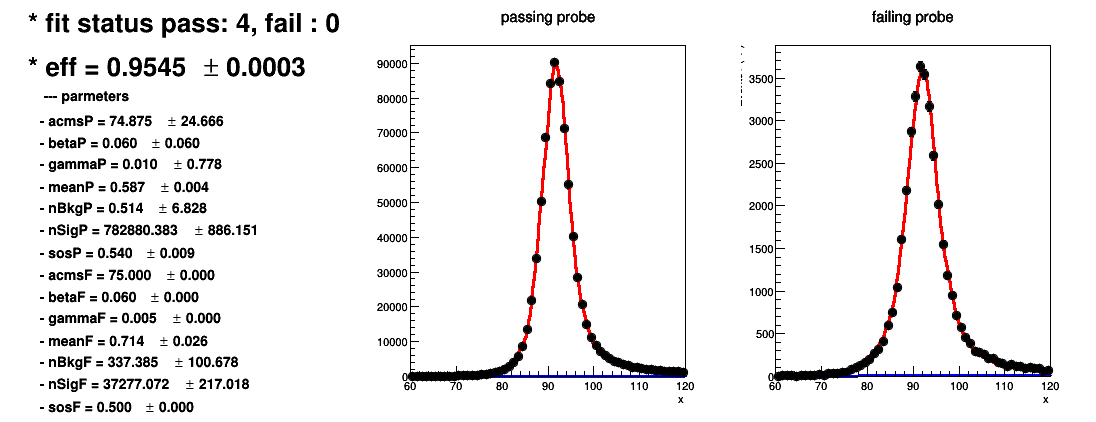 * fit status pass: 4, fail : 0
* eff = 0.9545 ± 0.0003
--- parmeters
- acmsP = 74.875 ± 24.666
- betaP = 0.060 ± 0.060
- gammaP = 0.010 ± 0.778
- meanP = 0.587 ± 0.004
- nBkgP = 0.514 ± 6.828
- nSigP = 782880.383 ± 886.151
- sosP = 0.540 ± 0.009
- acmsF = 75.000 ± 0.000
- betaF = 0.060 ± 0.000
- gammaF = 0.005 ± 0.000
- meanF = 0.714 ± 0.026
- nBkgF = 337.385 ± 100.678
- nSigF = 37277.072 ± 217.018
- sosF = 0.500 ± 0.000
passing probe
90000
80000
70000
60000
50000
40000
30000
20000
10000
0
60 70 80 90 100 110 120
x
failing probe
3500
3000
2500
2000
1500
1000
500
0
60 70 80 90 100 110 120
x